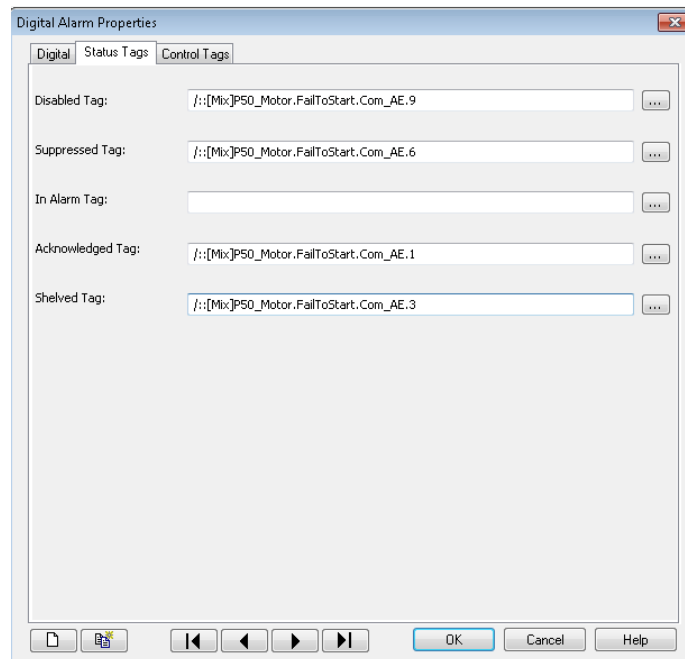 Digital Alarm Properties
Digital Status Tags Control Tags
Disabled Tag: /::[Mix]P50_Motor.FailToStart.Com_AE.9 ...
Suppressed Tag: /::[Mix]P50_Motor.FailToStart.Com_AE.6 ...
In Alarm Tag: ...
Acknowledged Tag: /::[Mix]P50_Motor.FailToStart.Com_AE.1 ...
Shelved Tag: /::[Mix]P50_Motor.FailToStart.Com_AE.3 ...
OK Cancel Help